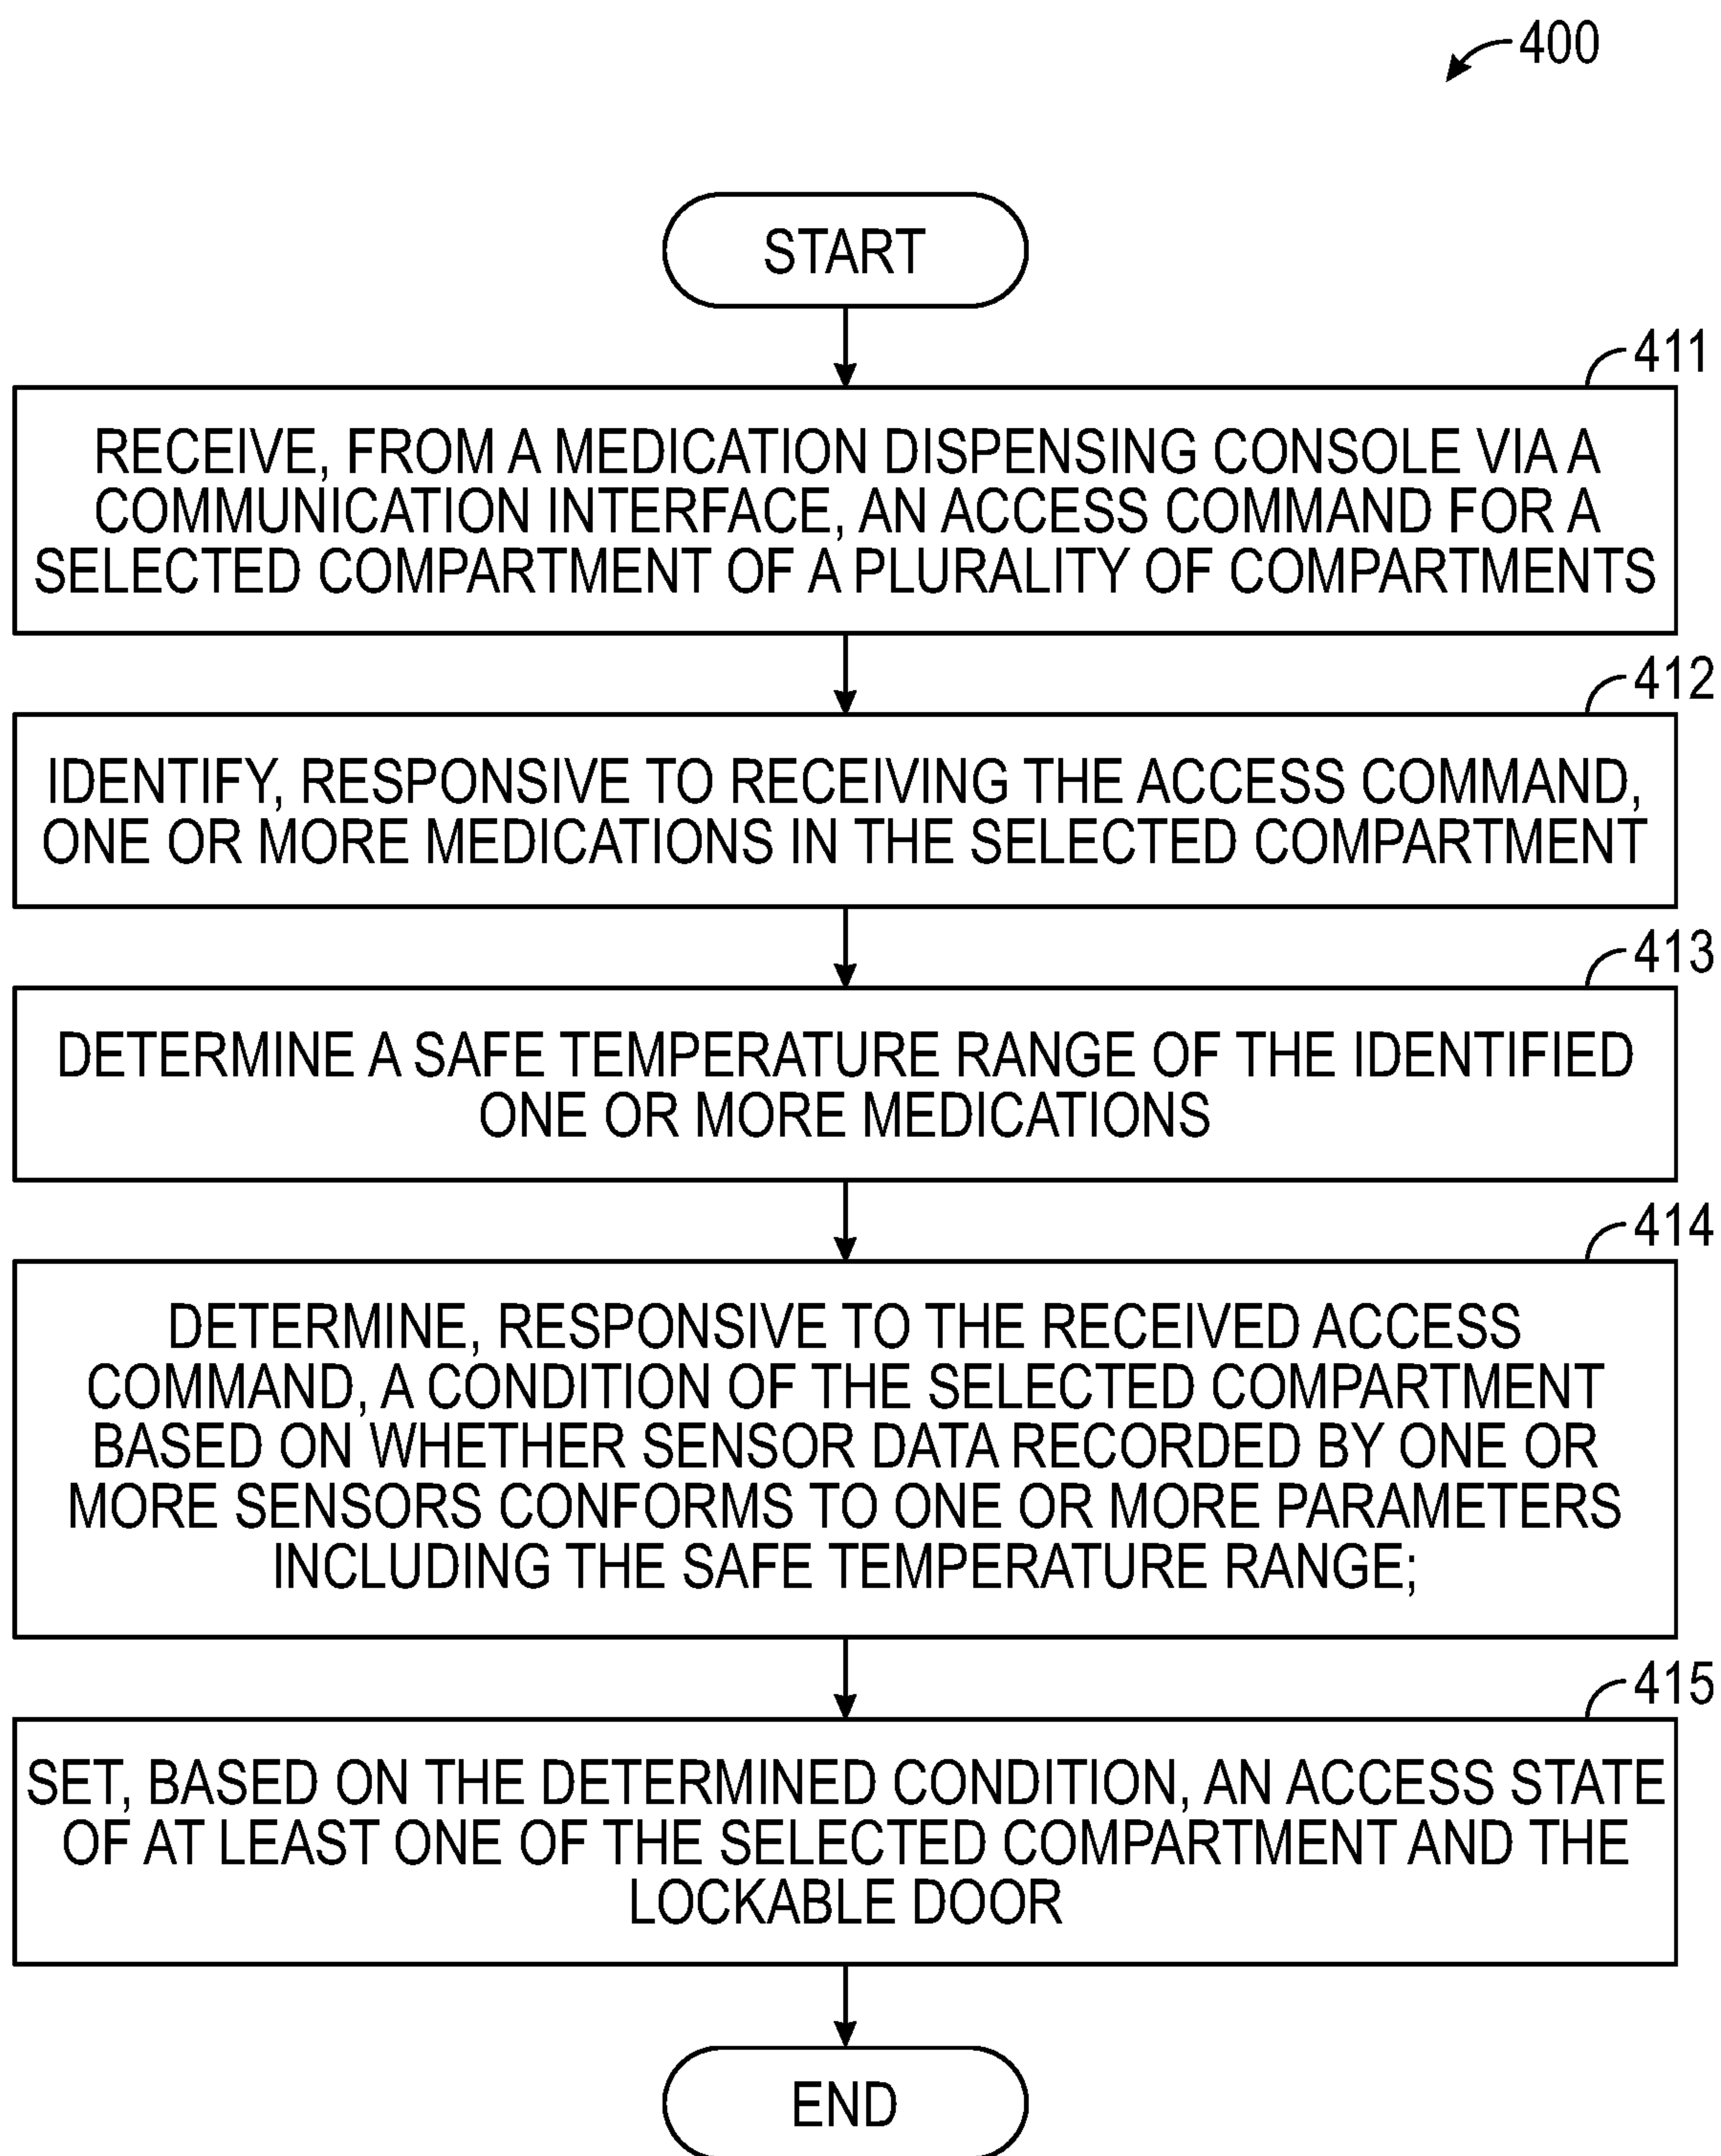 400
START
411
RECEIVE, FROM A MEDICATION DISPENSING CONSOLE VIA A
COMMUNICATION INTERFACE, AN ACCESS COMMAND FOR A
SELECTED COMPARTMENT OF A PLURALITY OF COMPARTMENTS
412
IDENTIFY, RESPONSIVE TO RECEIVING THE ACCESS COMMAND,
ONE OR MORE MEDICATIONS IN THE SELECTED COMPARTMENT
413
DETERMINE A SAFE TEMPERATURE RANGE OF THE IDENTIFIED
ONE OR MORE MEDICATIONS
414
DETERMINE, RESPONSIVE TO THE RECEIVED ACCESS
COMMAND, A CONDITION OF THE SELECTED COMPARTMENT
BASED ON WHETHER SENSOR DATA RECORDED BY ONE OR
MORE SENSORS CONFORMS TO ONE OR MORE PARAMETERS
INCLUDING THE SAFE TEMPERATURE RANGE;
415
SET, BASED ON THE DETERMINED CONDITION, AN ACCESS STATE
OF AT LEAST ONE OF THE SELECTED COMPARTMENT AND THE
LOCKABLE DOOR
END